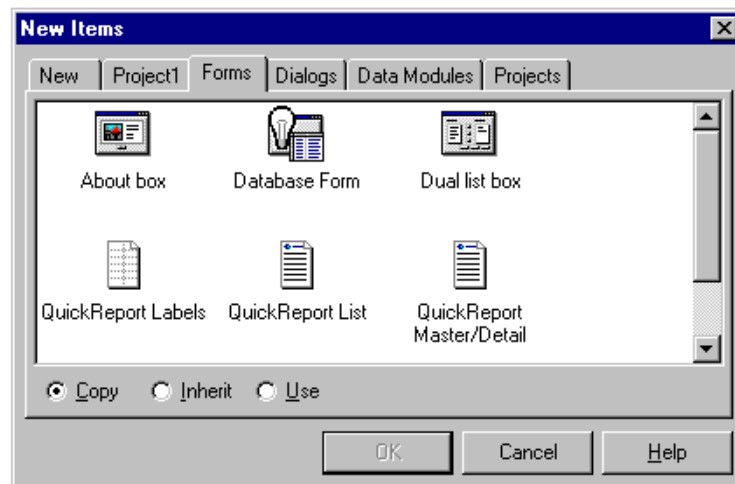 New Items
New Project1 Forms Dialogs Data Modules Projects
About box Database Form Dual list box
QuickReport Labels QuickReport List QuickReport
Master/Detail
Copy Inherit Use
OK Cancel Help